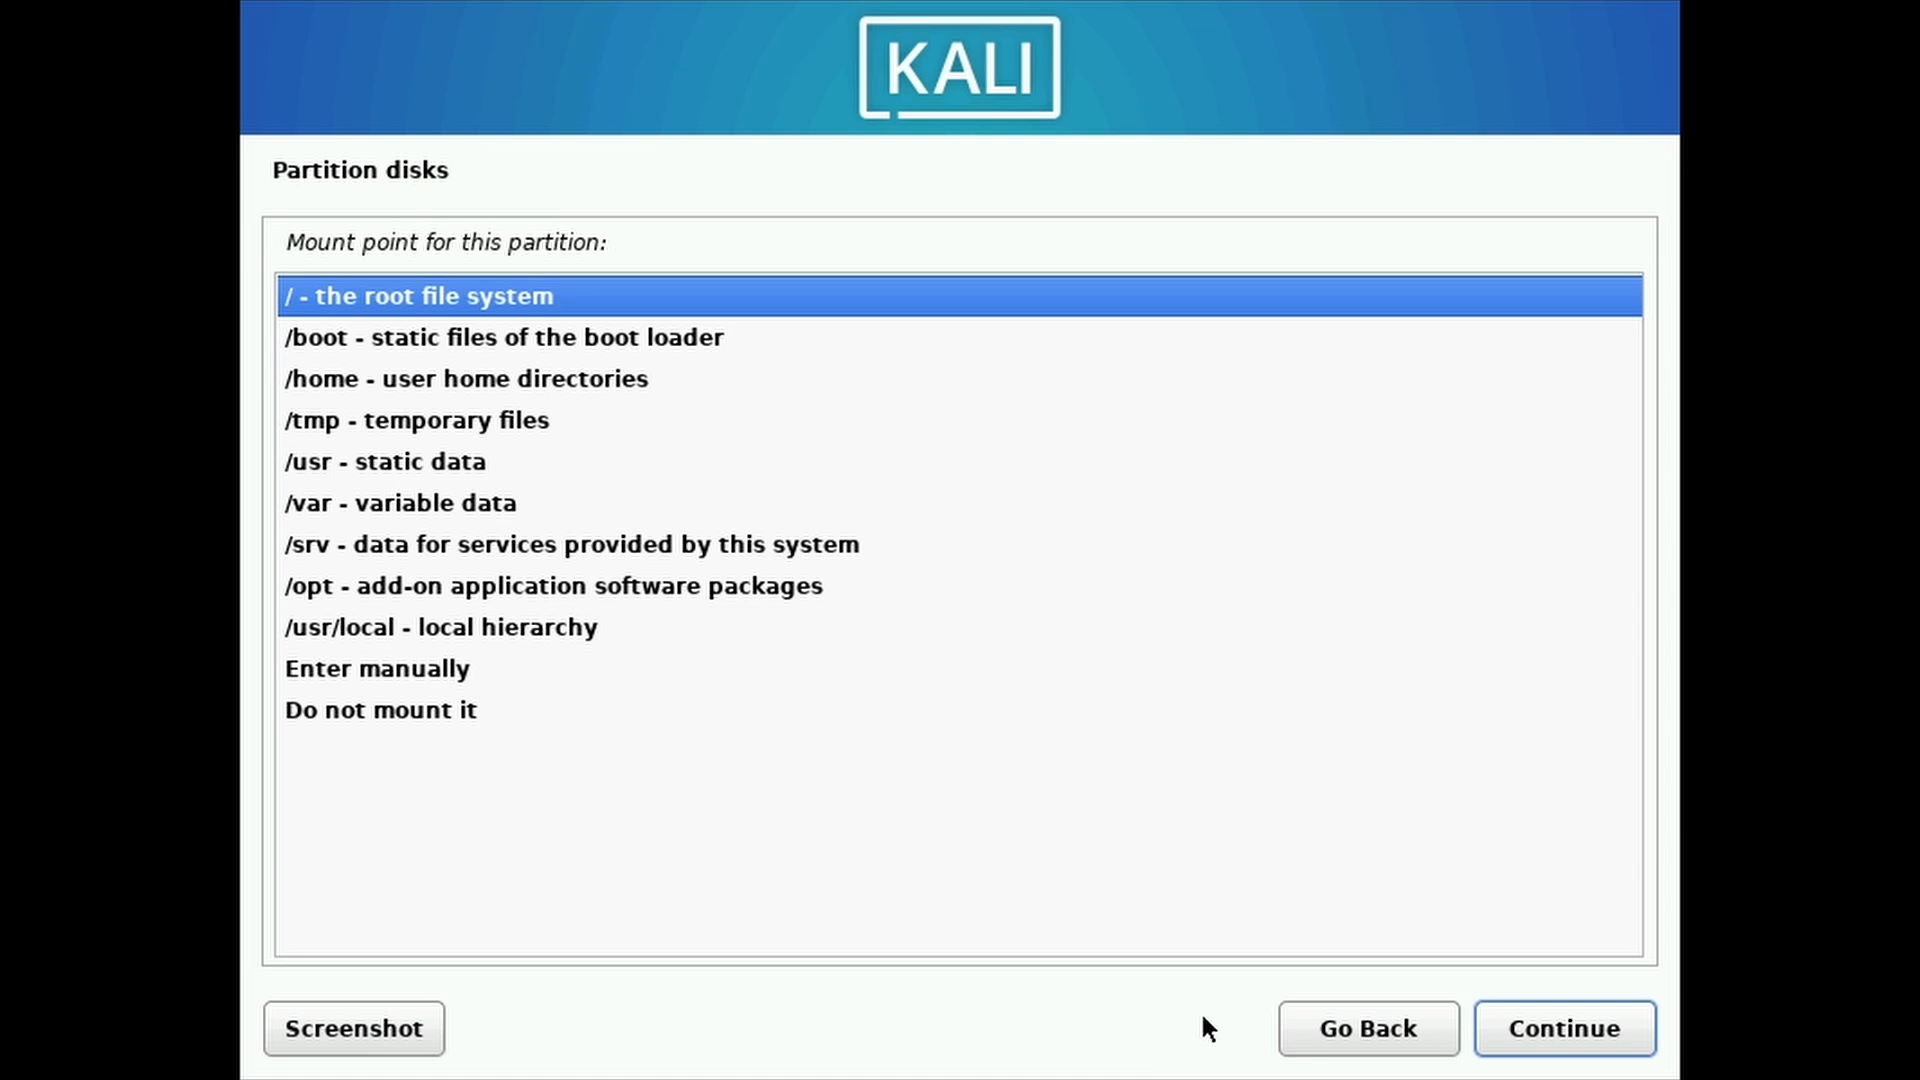 KALI
Partition disks
Mount point for this partition:
/ - the root file system
/boot - static files of the boot loader
/home - user home directories
/tmp - temporary files
/usr - static data
/var - variable data
/srv - data for services provided by this system
/opt - add-on application software packages
/usr/local - local hierarchy
Enter manually
Do not mount it
Screenshot
Go Back
Continue